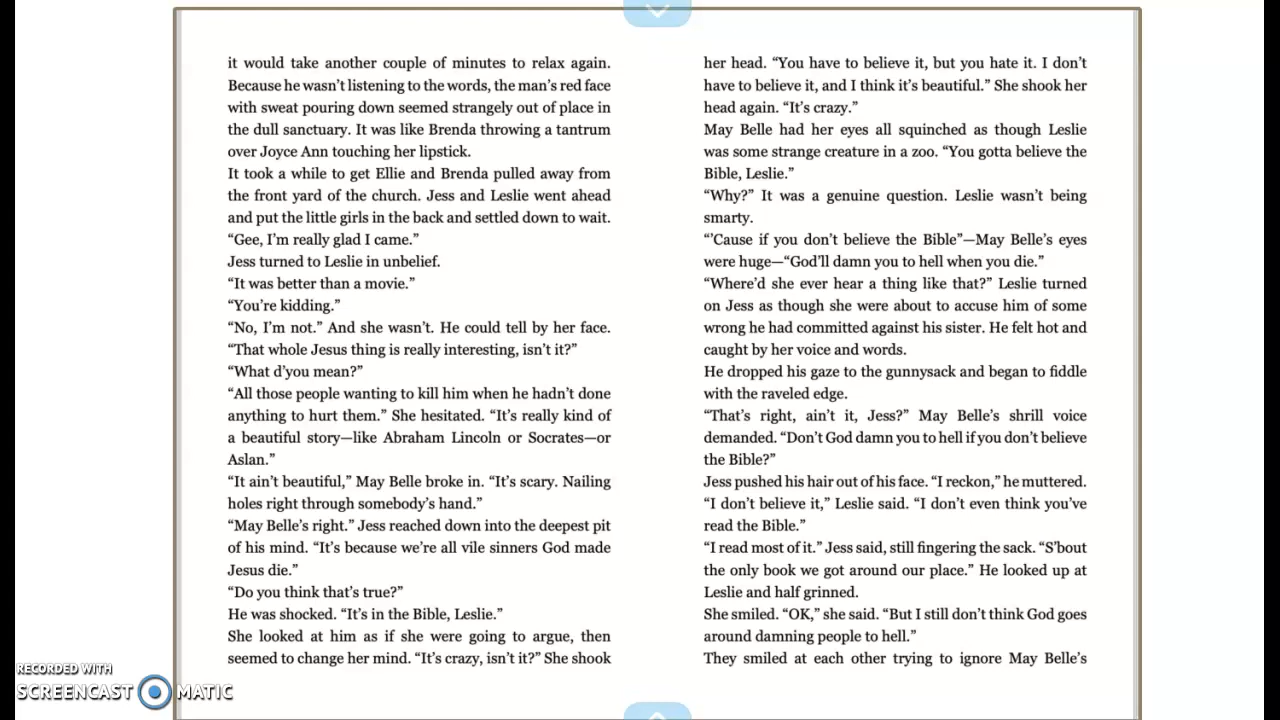 it would take another couple of minutes to relax again.
Because he wasn’t listening to the words, the man’s red face
with sweat pouring down seemed strangely out of place in
the dull sanctuary. It was like Brenda throwing a tantrum
over Joyce Ann touching her lipstick.
It took a while to get Ellie and Brenda pulled away from
the front yard of the church. Jess and Leslie went ahead
and put the little girls in the back and settled down to wait.
“Gee, I’m really glad I came.”
Jess turned to Leslie in unbelief.
“It was better than a movie.”
“You’re kidding.”
“No, I’m not.” And she wasn’t. He could tell by her face.
“That whole Jesus thing is really interesting, isn’t it?”
“What d’you mean?”
“All those people wanting to kill him when he hadn’t done
anything to hurt them.” She hesitated. “It’s really kind of
a beautiful story—like Abraham Lincoln or Socrates—or
Aslan.”
“It ain’t beautiful,” May Belle broke in. “It’s scary. Nailing
holes right through somebody’s hand.”
“May Belle’s right.” Jess reached down into the deepest pit
of his mind. “It’s because we’re all vile sinners God made
Jesus die.”
“Do you think that’s true?”
He was shocked. “It’s in the Bible, Leslie.”
She looked at him as if she were going to argue, then
seemed to change her mind. “It’s crazy, isn’t it?” She shook
her head. “You have to believe it, but you hate it. I don’t
have to believe it, and I think it’s beautiful.” She shook her
head again. “It’s crazy.”
May Belle had her eyes all squinched as though Leslie
was some strange creature in a zoo. “You gotta believe the
Bible, Leslie.”
“Why?” It was a genuine question. Leslie wasn’t being
smarty.
“’Cause if you don’t believe the Bible”—May Belle’s eyes
were huge—“God’ll damn you to hell when you die.”
“Where’d she ever hear a thing like that?” Leslie turned
on Jess as though she were about to accuse him of some
wrong he had committed against his sister. He felt hot and
caught by her voice and words.
He dropped his gaze to the gunnysack and began to fiddle
with the raveled edge.
“That’s right, ain’t it, Jess?” May Belle’s shrill voice
demanded. “Don’t God damn you to hell if you don’t believe
the Bible?”
Jess pushed his hair out of his face. “I reckon,” he muttered.
“I don’t believe it,” Leslie said. “I don’t even think you’ve
read the Bible.”
“I read most of it.” Jess said, still fingering the sack. “S’bout
the only book we got around our place.” He looked up at
Leslie and half grinned.
She smiled. “OK,” she said. “But I still don’t think God goes
around damning people to hell.”
They smiled at each other trying to ignore May Belle’s
RECORDED WITH
SCREENCAST MATIC